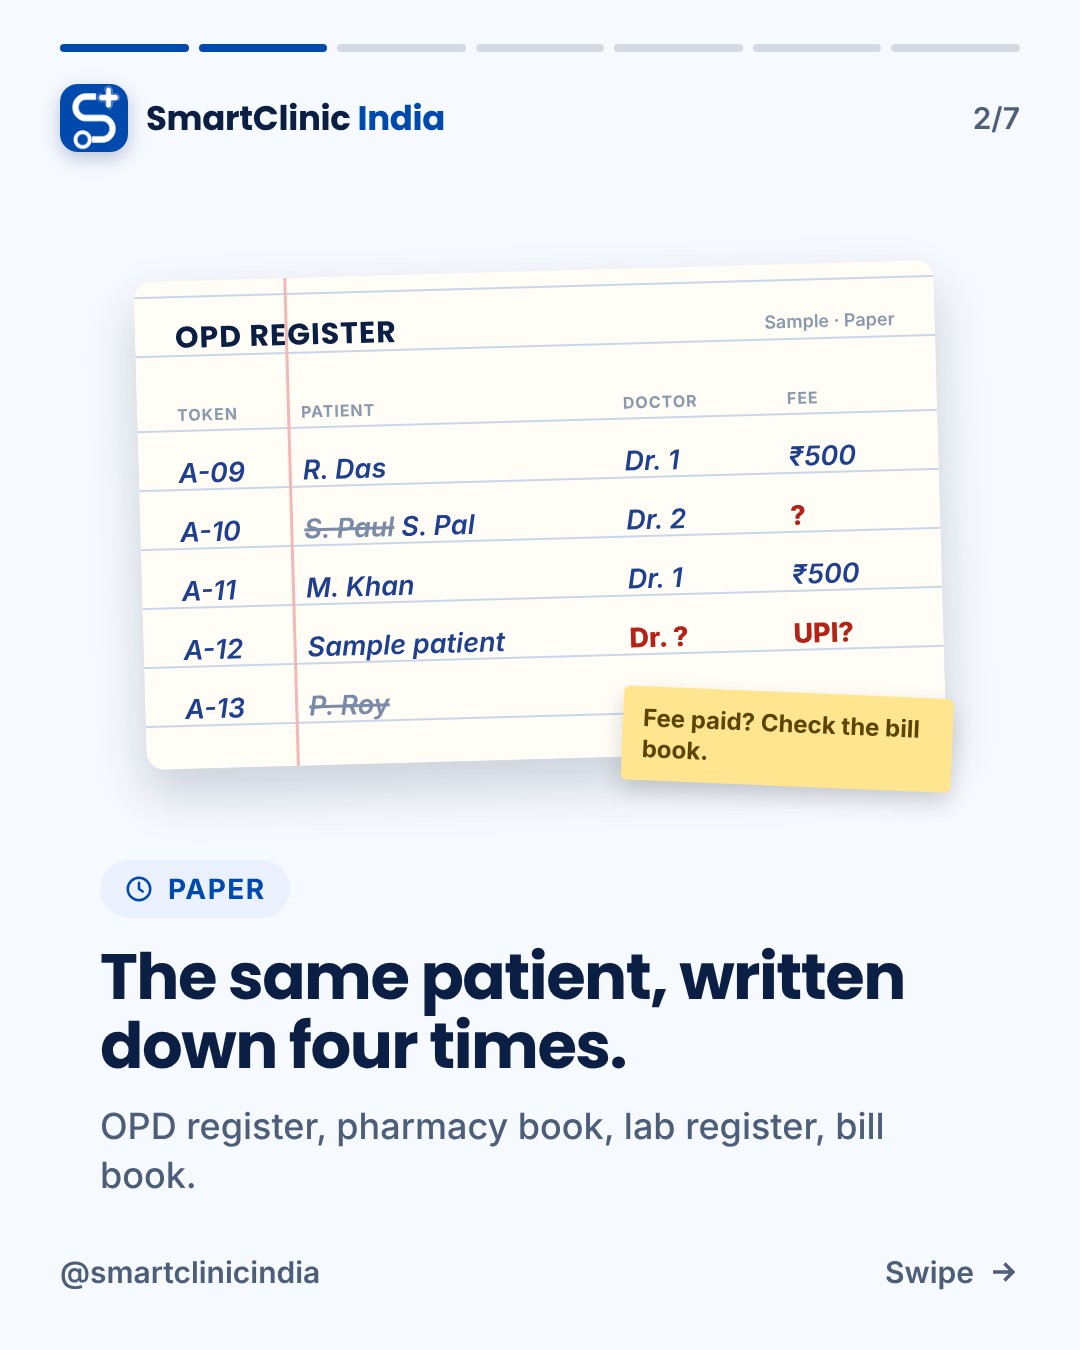 SmartClinic India
2/7
OPD REGISTER
Sample · Paper
TOKEN PATIENT DOCTOR FEE
A-09 R. Das Dr. 1 ₹500
A-10 S. Paul S. Pal Dr. 2 ?
A-11 M. Khan Dr. 1 ₹500
A-12 Sample patient Dr. ? UPI?
A-13 P. Roy
Fee paid? Check the bill
book.
PAPER
The same patient, written
down four times.
OPD register, pharmacy book, lab register, bill
book.
@smartclinicindia
Swipe →